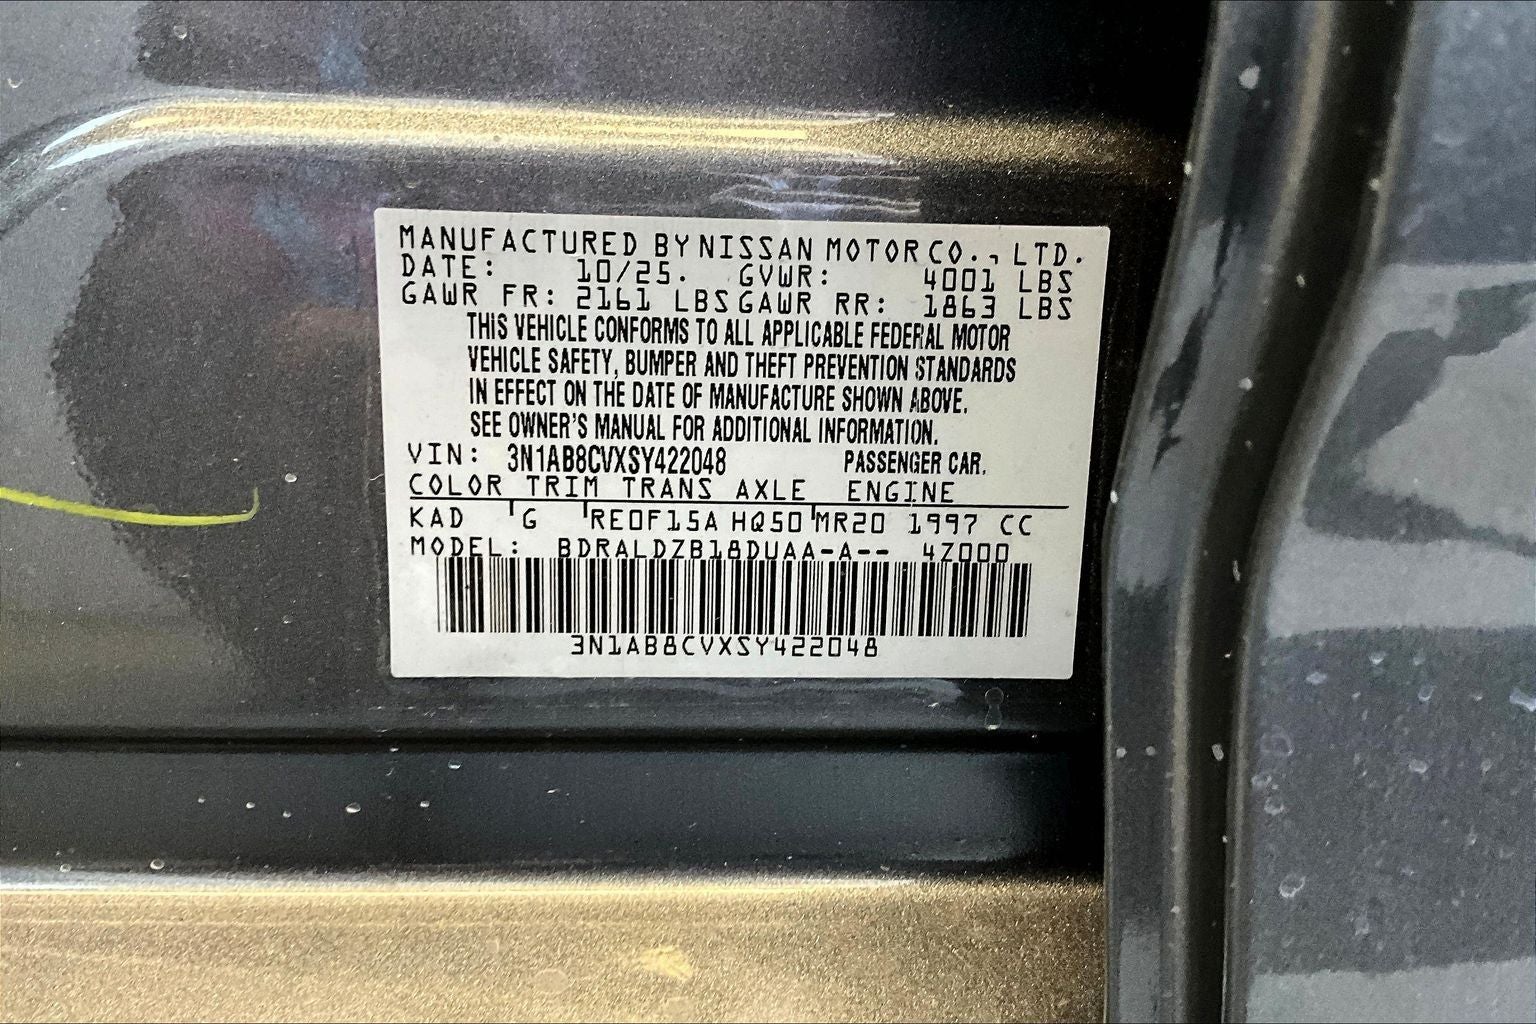 MANUFACTURED BY NISSAN MOTOR CO., LTD.
DATE: 10/25. GVWR: 4001 LBS
GAWR FR: 2161 LBS GAWR RR: 1863 LBS
THIS VEHICLE CONFORMS TO ALL APPLICABLE FEDERAL MOTOR
VEHICLE SAFETY, BUMPER AND THEFT PREVENTION STANDARDS
IN EFFECT ON THE DATE OF MANUFACTURE SHOWN ABOVE.
SEE OWNER'S MANUAL FOR ADDITIONAL INFORMATION.
VIN: 3N1AB8CVXSY422048 PASSENGER CAR.
COLOR TRIM TRANS AXLE ENGINE
KAD G RE0F15A HQ50 MR20 1997 CC
MODEL: BDRALDZB18DUAA-A-- 4Z000
3N1AB8CVXSY422048